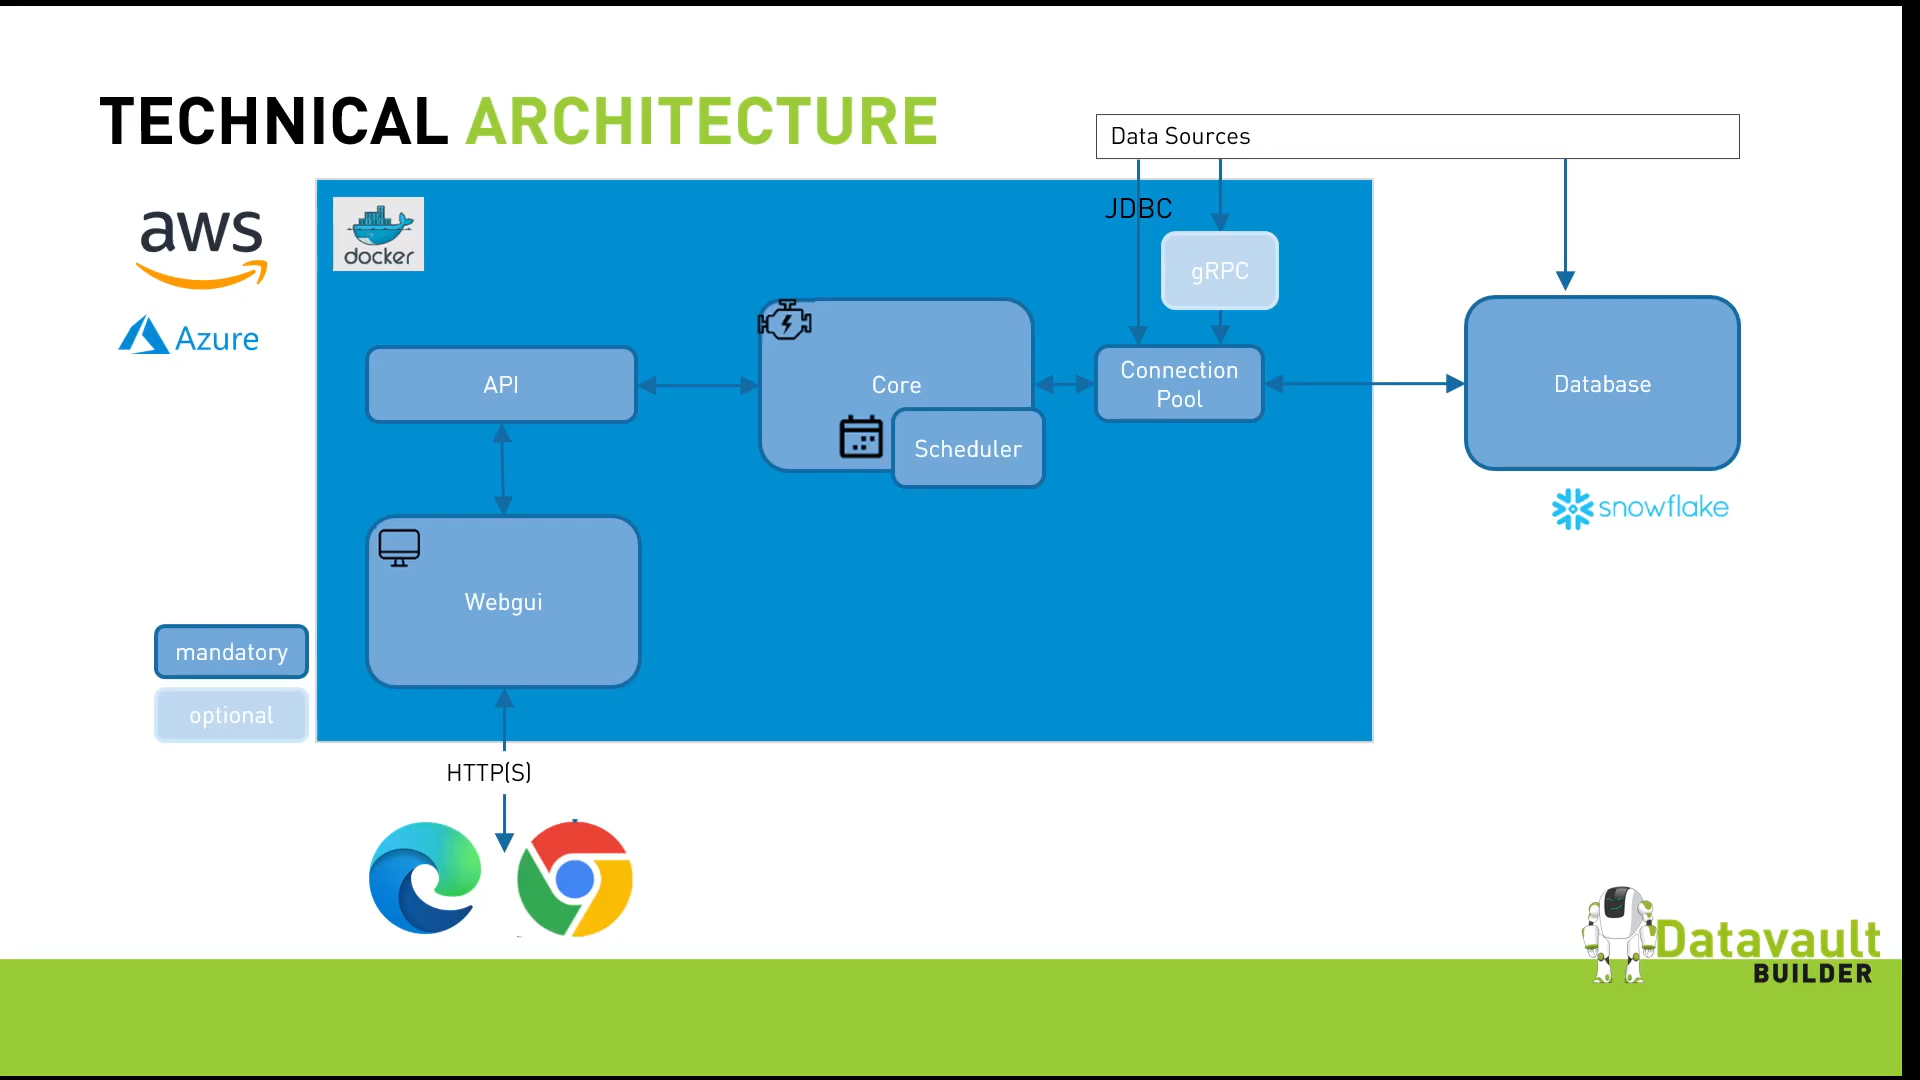 TECHNICAL ARCHITECTURE
Data Sources
aws
Azure
docker
JDBC
gRPC
API
Core
Scheduler
Connection
Pool
Database
snowflake
Webgui
mandatory
optional
HTTP(S)
Datavault
BUILDER